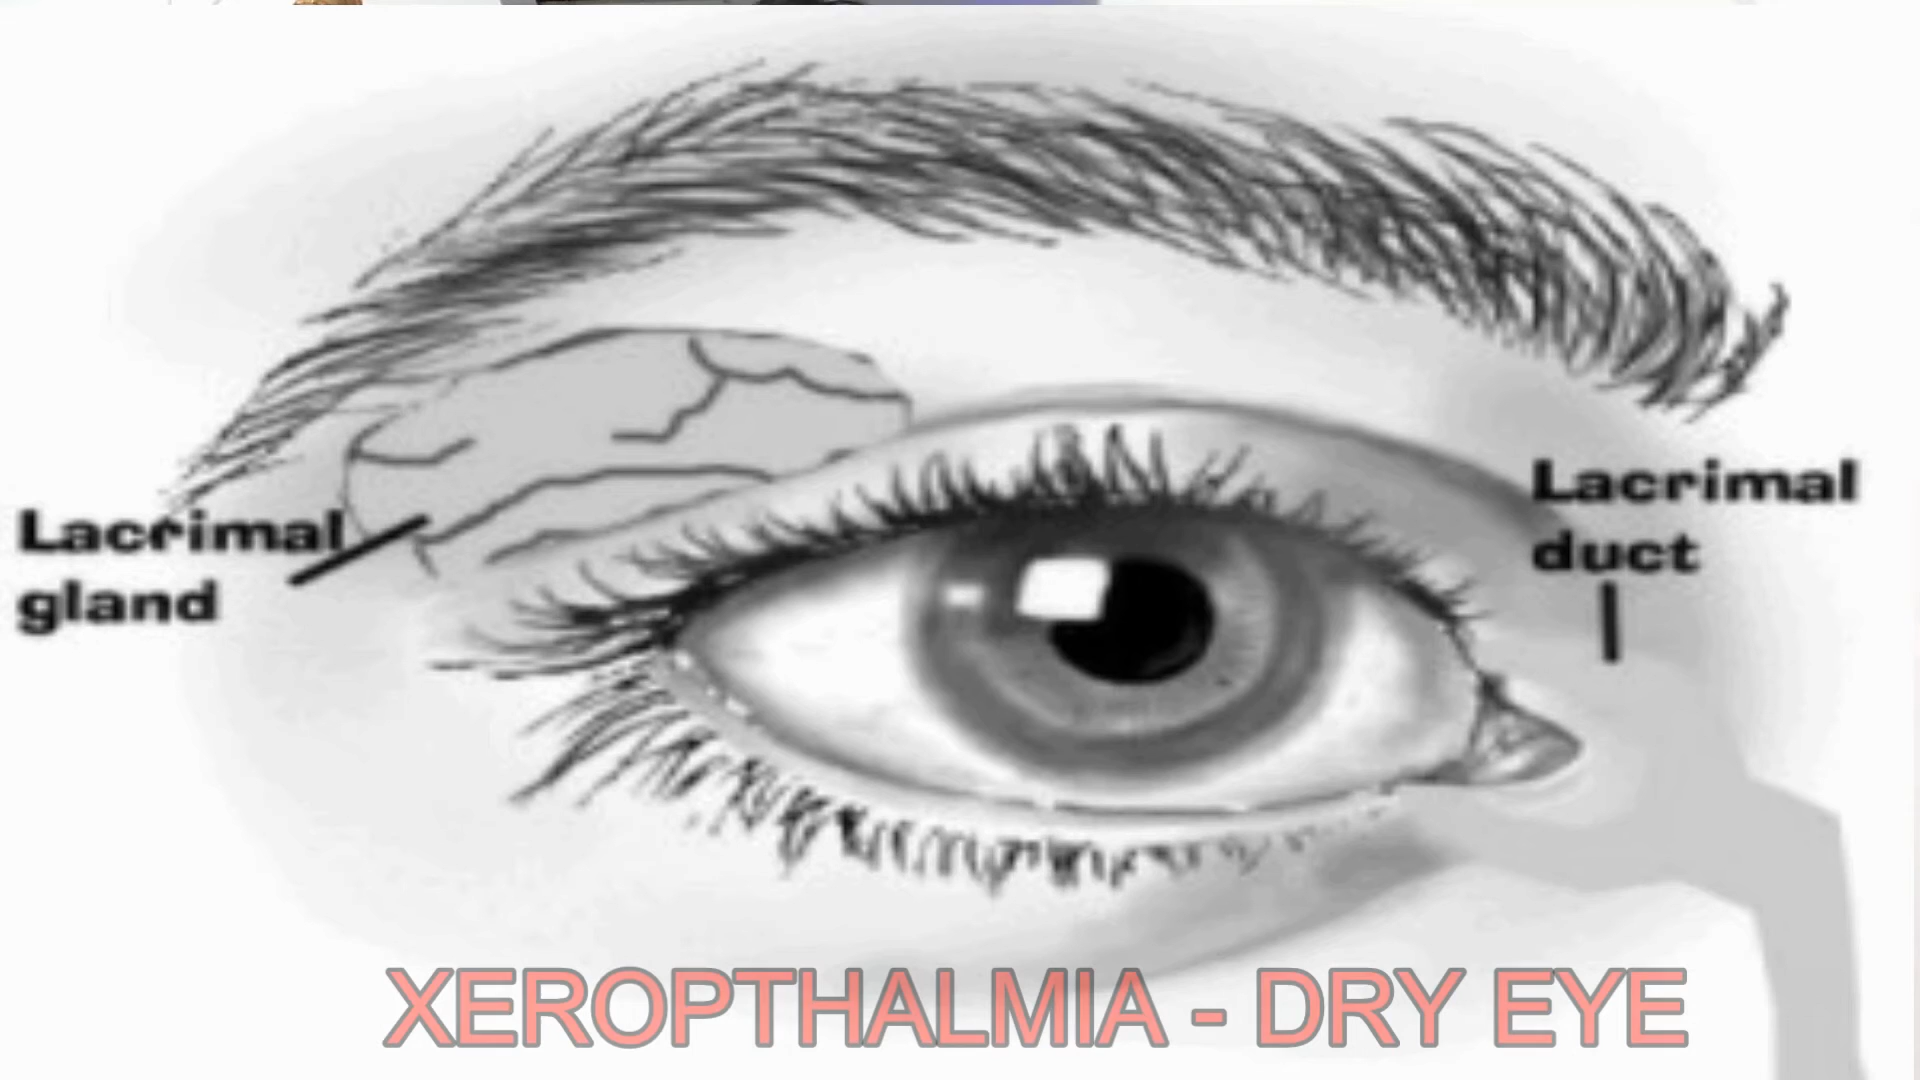 Lacrimal
gland
Lacrimal
duct
XEROPTHALMIA - DRY EYE